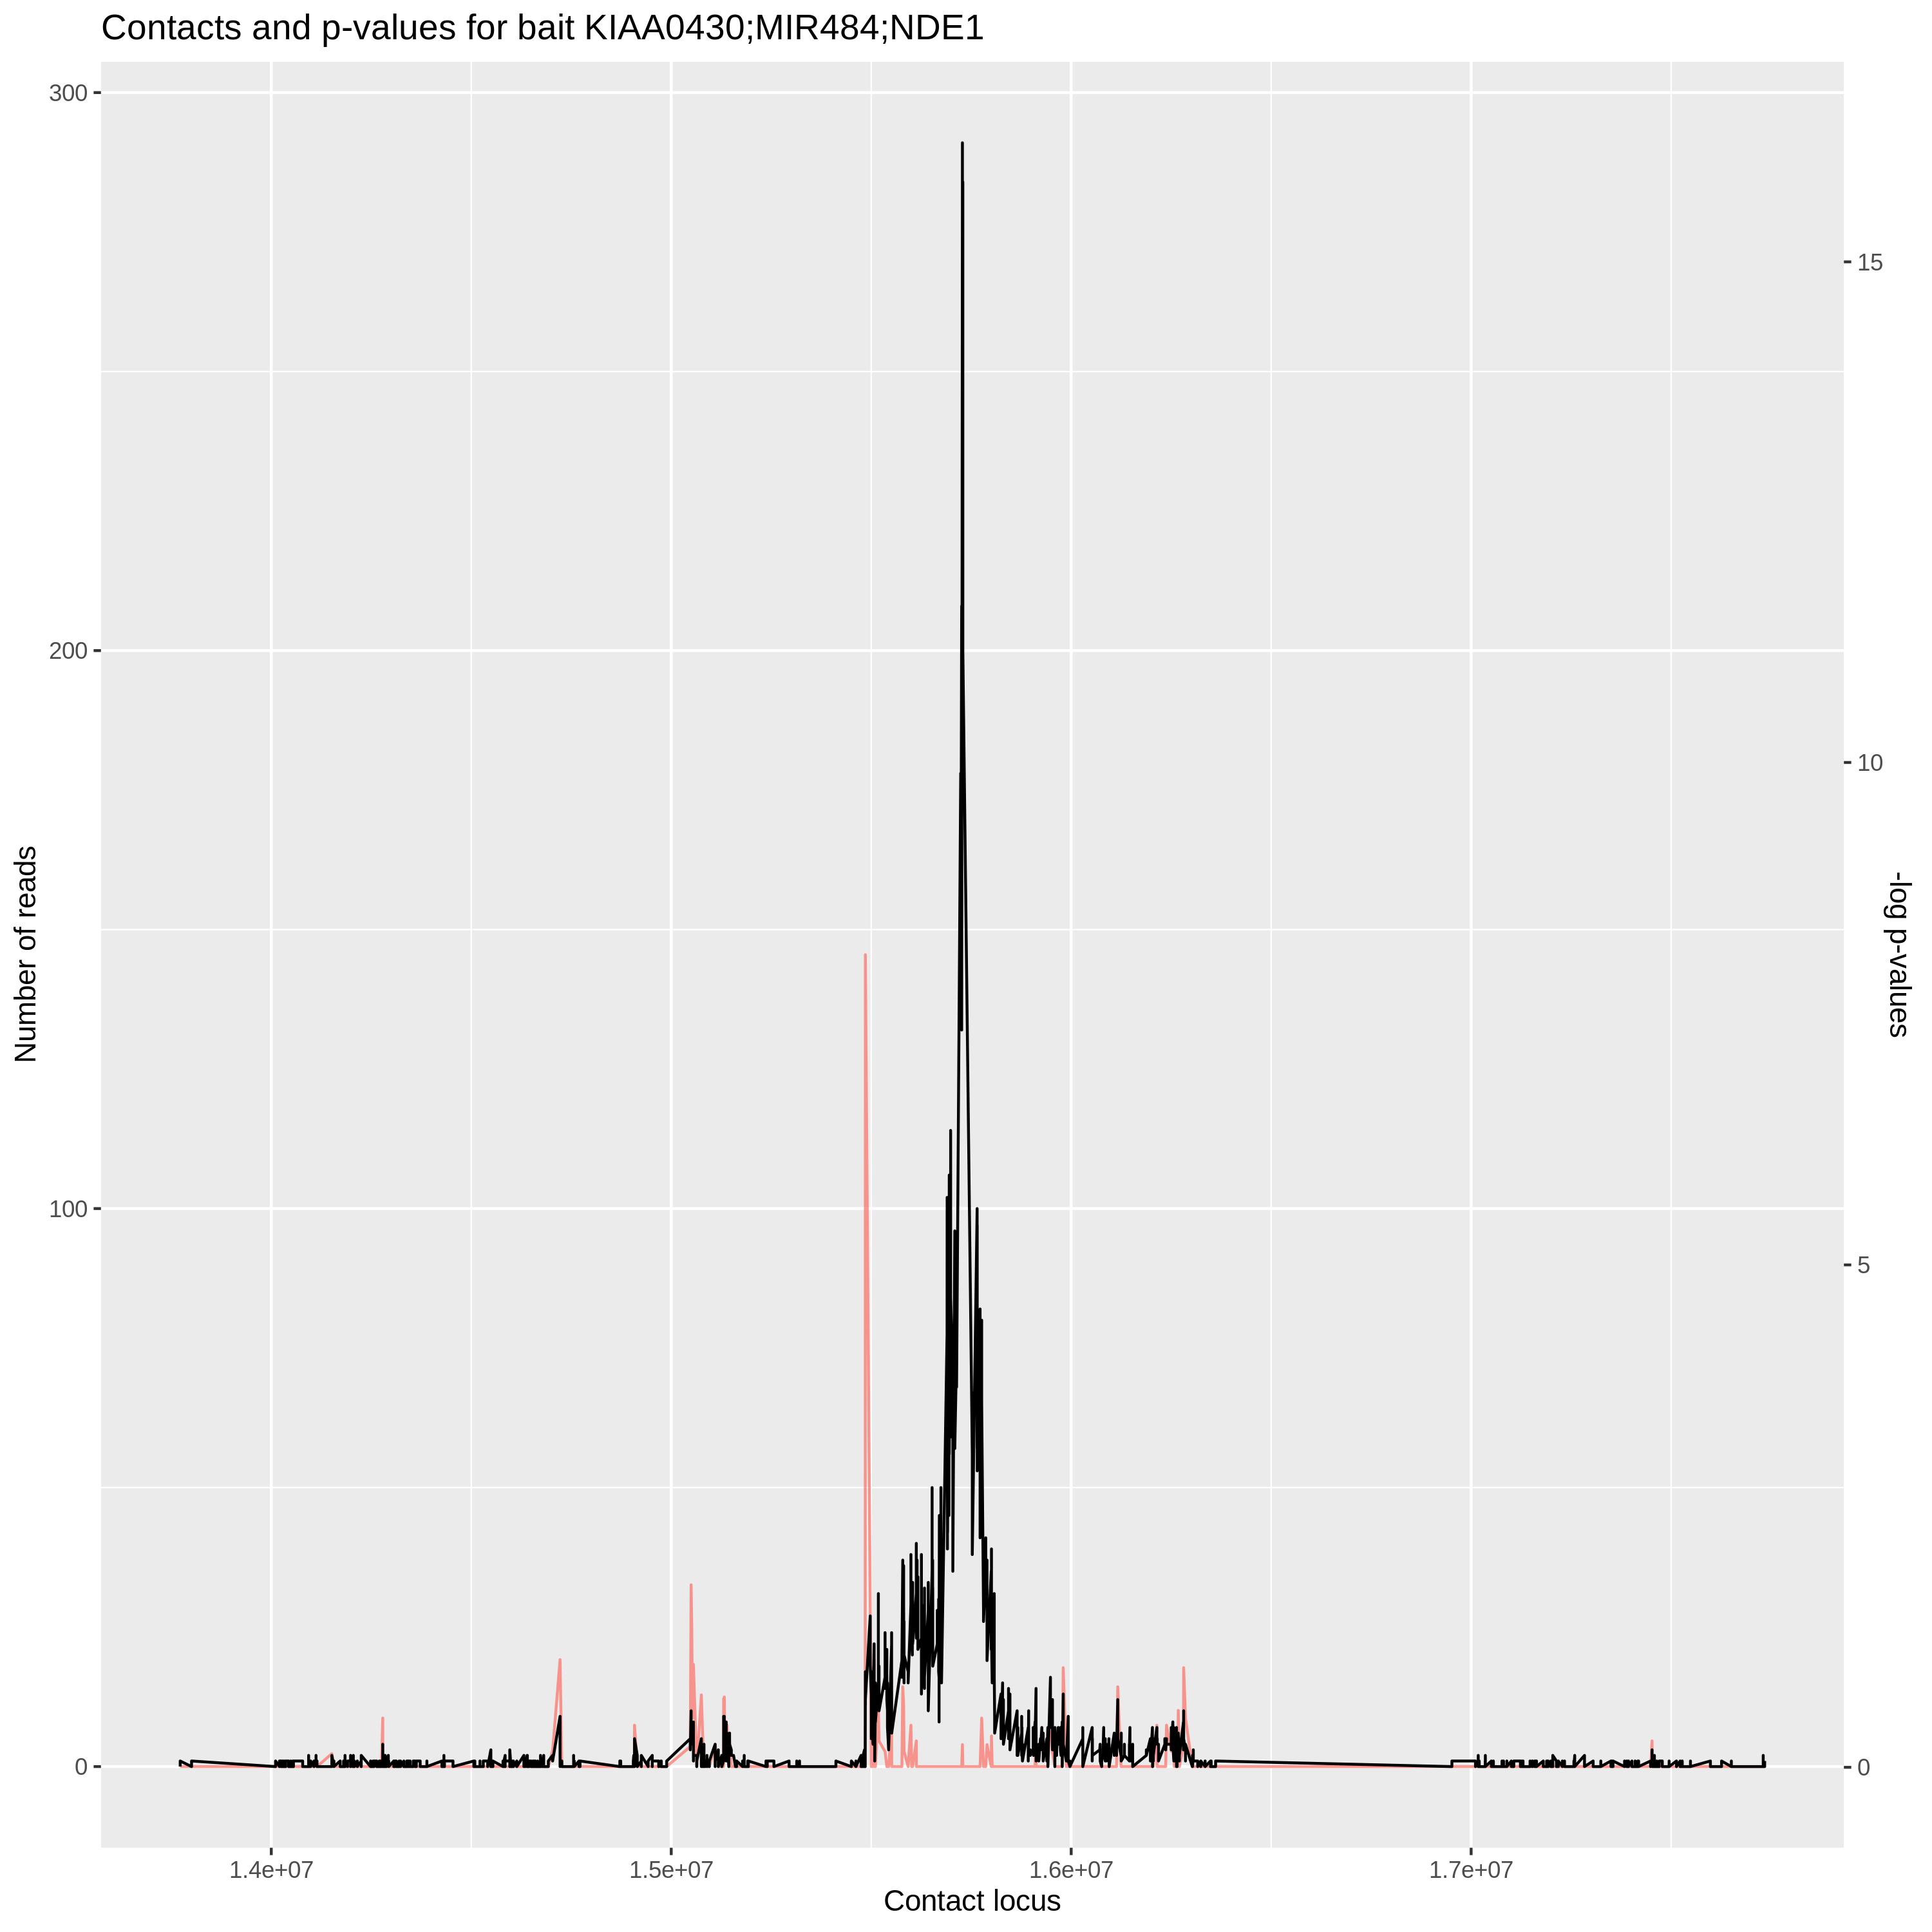 Contacts and p-values for bait KIAA0430;MIR484;NDE1
300
200
100
0
Number of reads
15
10
5
0
-log p-values
1.4e+07
1.5e+07
1.6e+07
1.7e+07
Contact locus